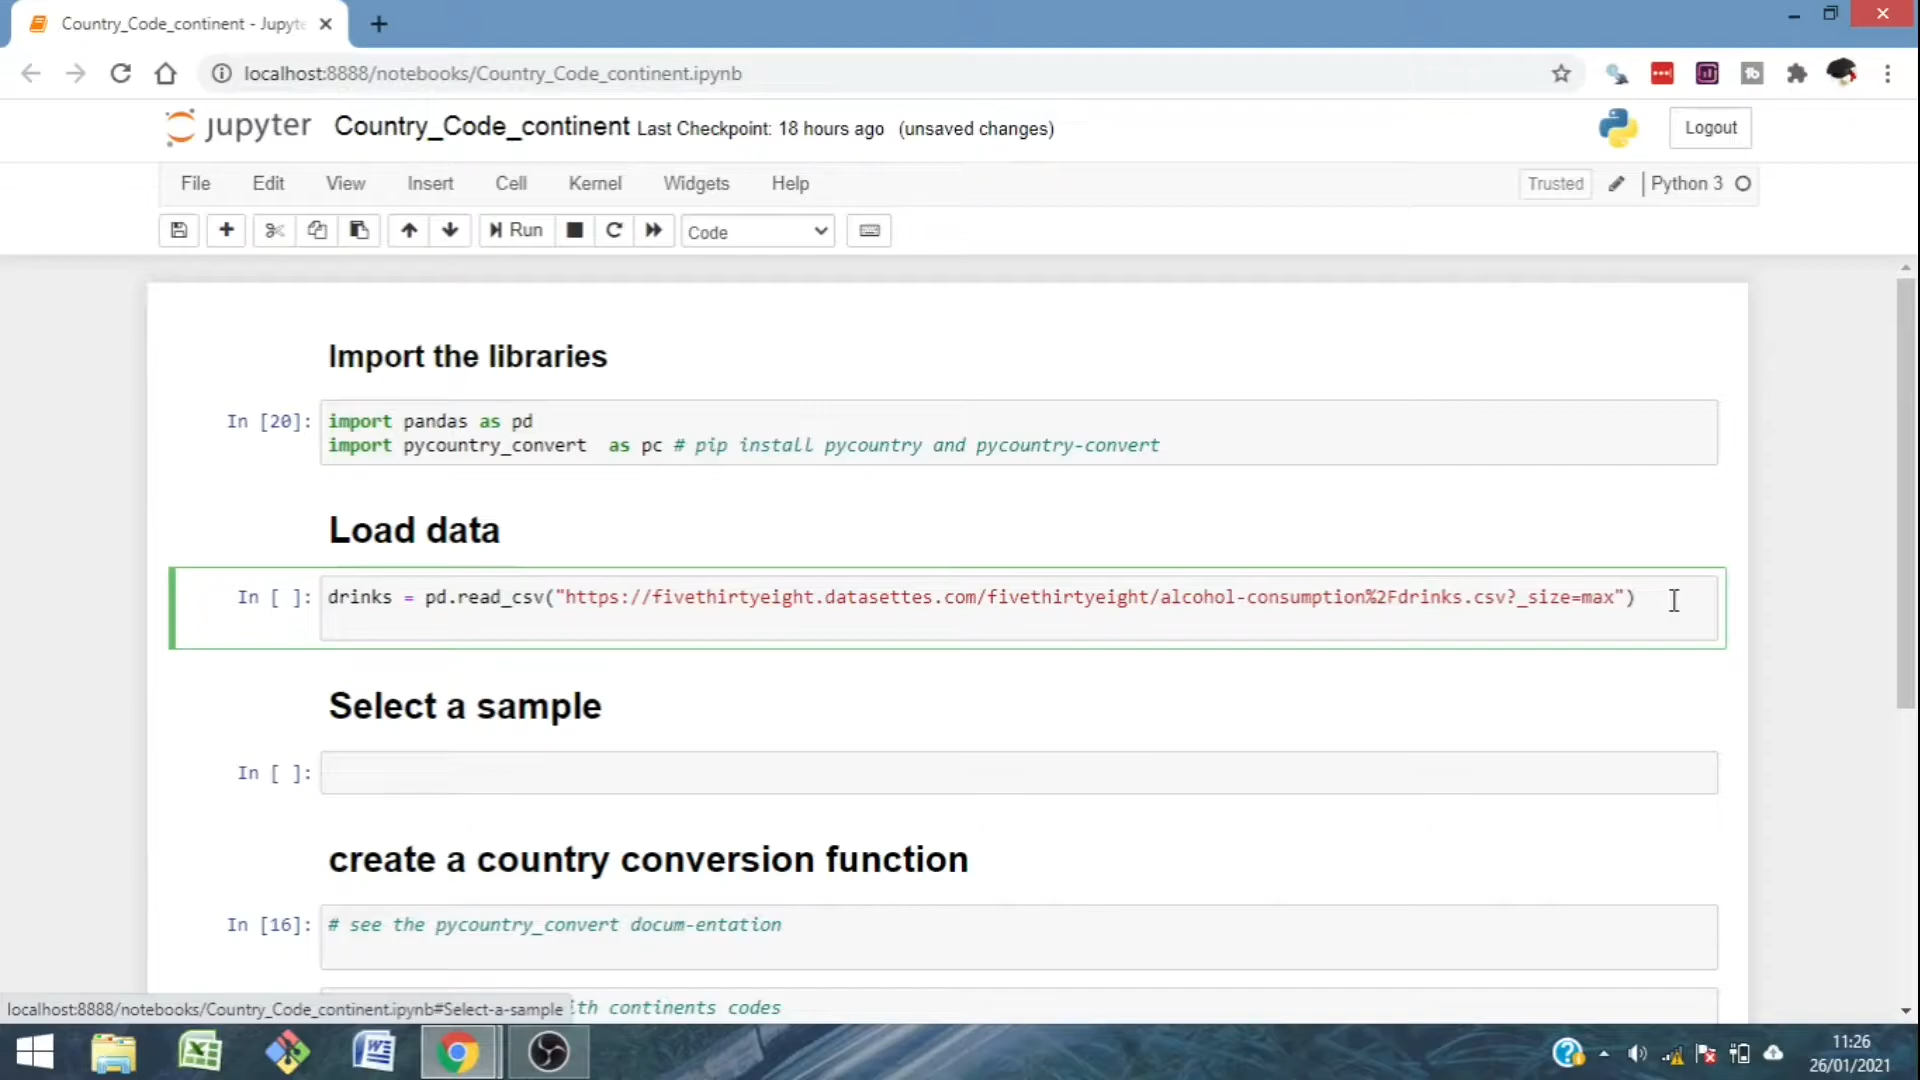 Country_Code_continent - Jupyte
localhost:8888/notebooks/Country_Code_continent.ipynb
jupyter Country_Code_continent Last Checkpoint: 18 hours ago (unsaved changes)
Logout
File Edit View Insert Cell Kernel Widgets Help
Trusted Python 3
Run Code
Import the libraries
In [20]: import pandas as pd
import pycountry_convert as pc # pip install pycountry and pycountry-convert
Load data
In [ ]: drinks = pd.read_csv("https://fivethirtyeight.datasettes.com/fivethirtyeight/alcohol-consumption%2Fdrinks.csv?_size=max")
Select a sample
In [ ]:
create a country conversion function
In [16]: # see the pycountry_convert docum-entation
ith continents codes
localhost:8888/notebooks/Country_Code_continent.ipynb#Select-a-sample
11:26
26/01/2021